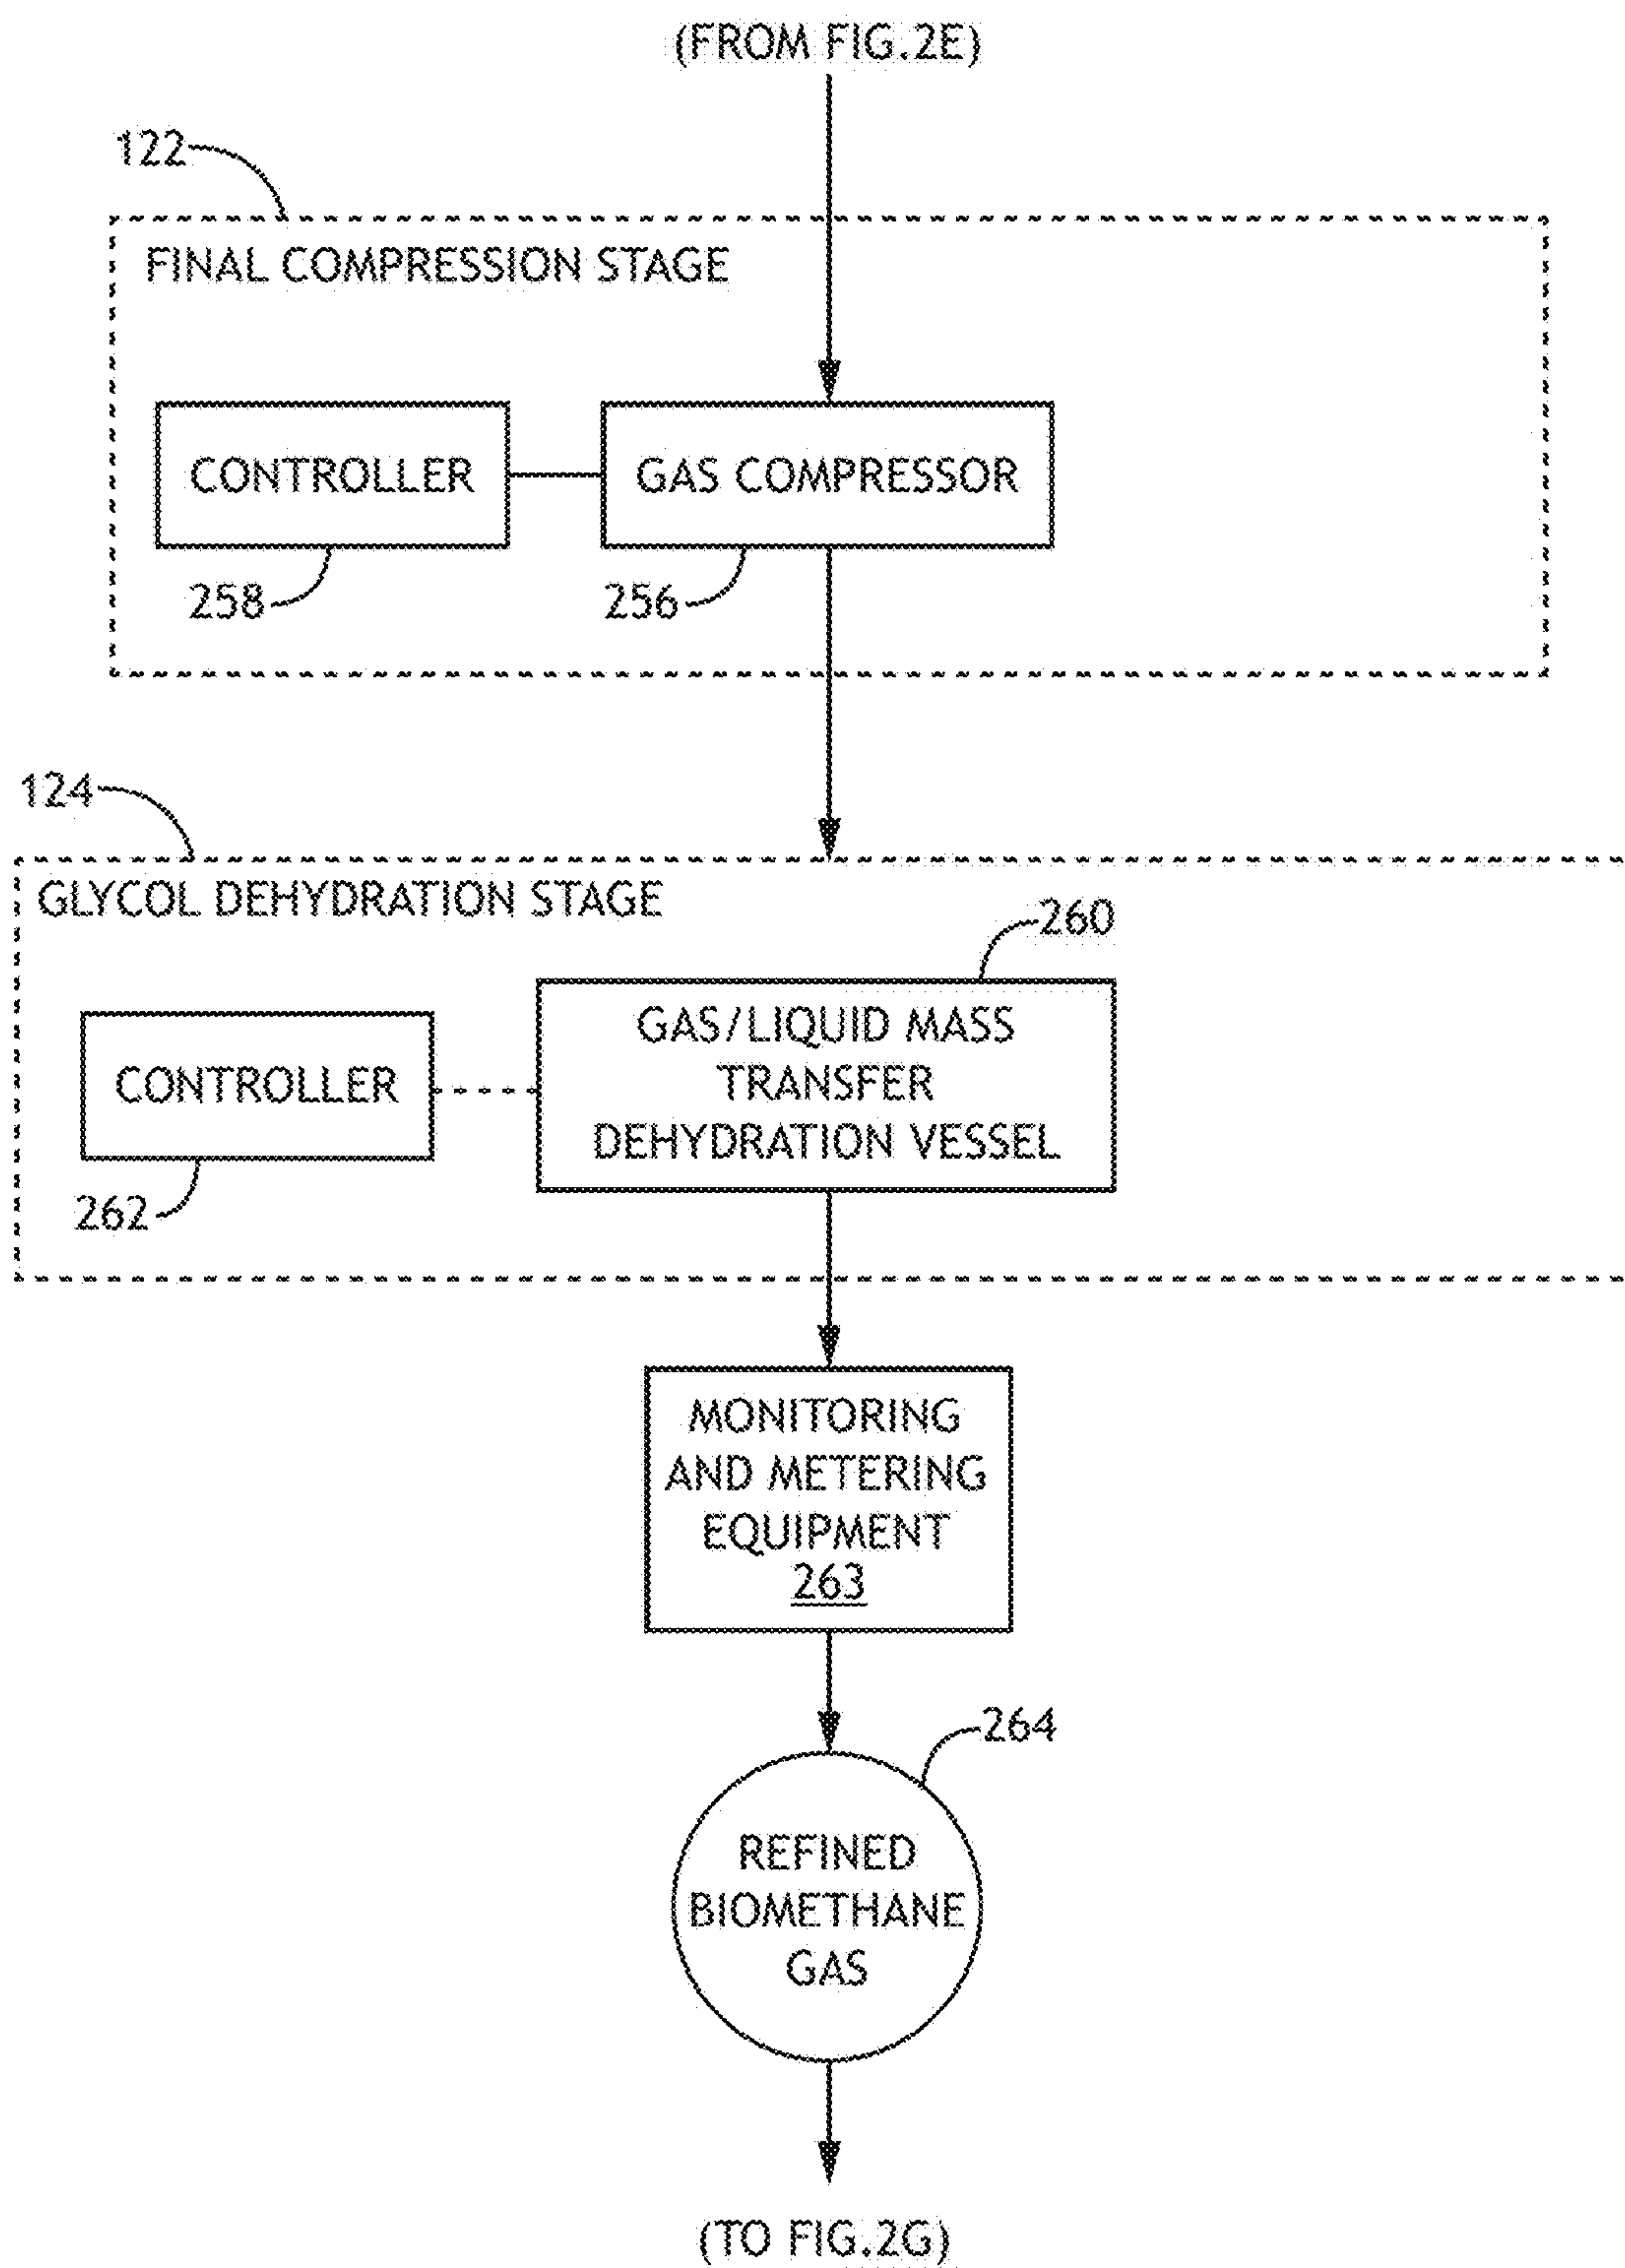 (FROM FIG.2E)
122
FINAL COMPRESSION STAGE
CONTROLLER
GAS COMPRESSOR
258
256
124
GLYCOL DEHYDRATION STAGE
260
GAS/LIQUID MASS
TRANSFER
DEHYDRATION VESSEL
CONTROLLER
262
MONITORING
AND METERING
EQUIPMENT
263
264
REFINED
BIOMETHANE
GAS
(TO FIG.2G)